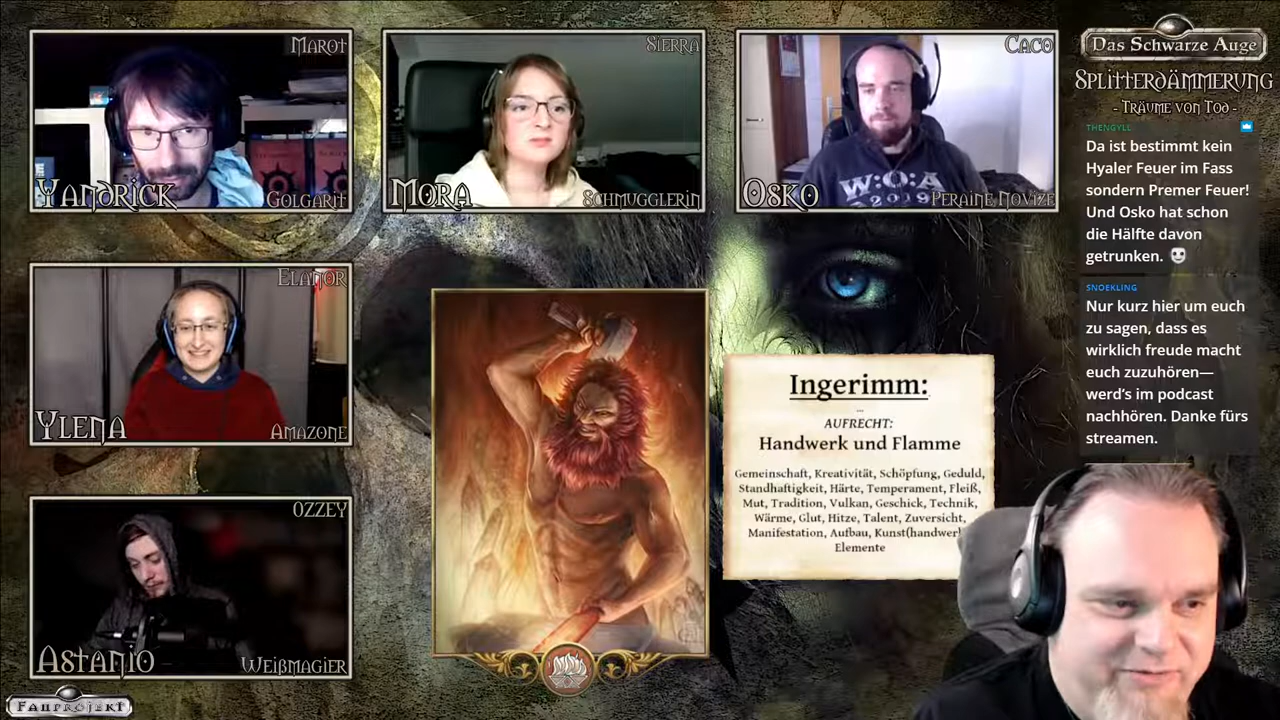 MAROT
YANDRICK
GOLGARIT
SIERRA
MORA
SCHMUGGLERIN
CACO
W:O:A
2019
OSKO
PERAINE NOVIZE
ELANOR
YLENA
AMAZONE
OZZEY
ASTANIO
WEIßMAGIER
FANPROJEKT
Ingerimm:
...
AUFRECHT:
Handwerk und Flamme
Gemeinschaft, Kreativität, Schöpfung, Geduld,
Standhaftigkeit, Härte, Temperament, Fleiß,
Mut, Tradition, Vulkan, Geschick, Technik,
Wärme, Glut, Hitze, Talent, Zuversicht,
Manifestation, Aufbau, Kunst(handwer
Elemente
DAS SCHWARZE AUGE
SPLITTERDÄMMERUNG
- TRÄUME VON TOD -
THENGYLL
Da ist bestimmt kein
Hyaler Feuer im Fass
sondern Premer Feuer!
Und Osko hat schon
die Hälfte davon
getrunken.
SNOEKLING
Nur kurz hier um euch
zu sagen, dass es
wirklich freude macht
euch zuzuhören—
werd's im podcast
nachhören. Danke fürs
streamen.